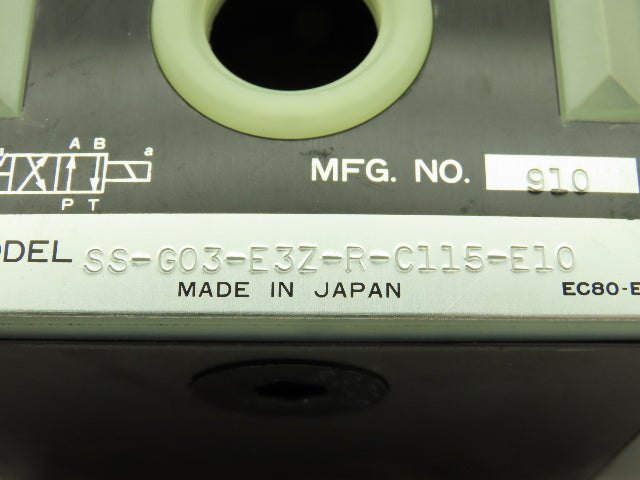 A B a
P T
MFG. NO. 910
ODEL SS-G03-E3Z-R-C115-E10
MADE IN JAPAN EC80-E